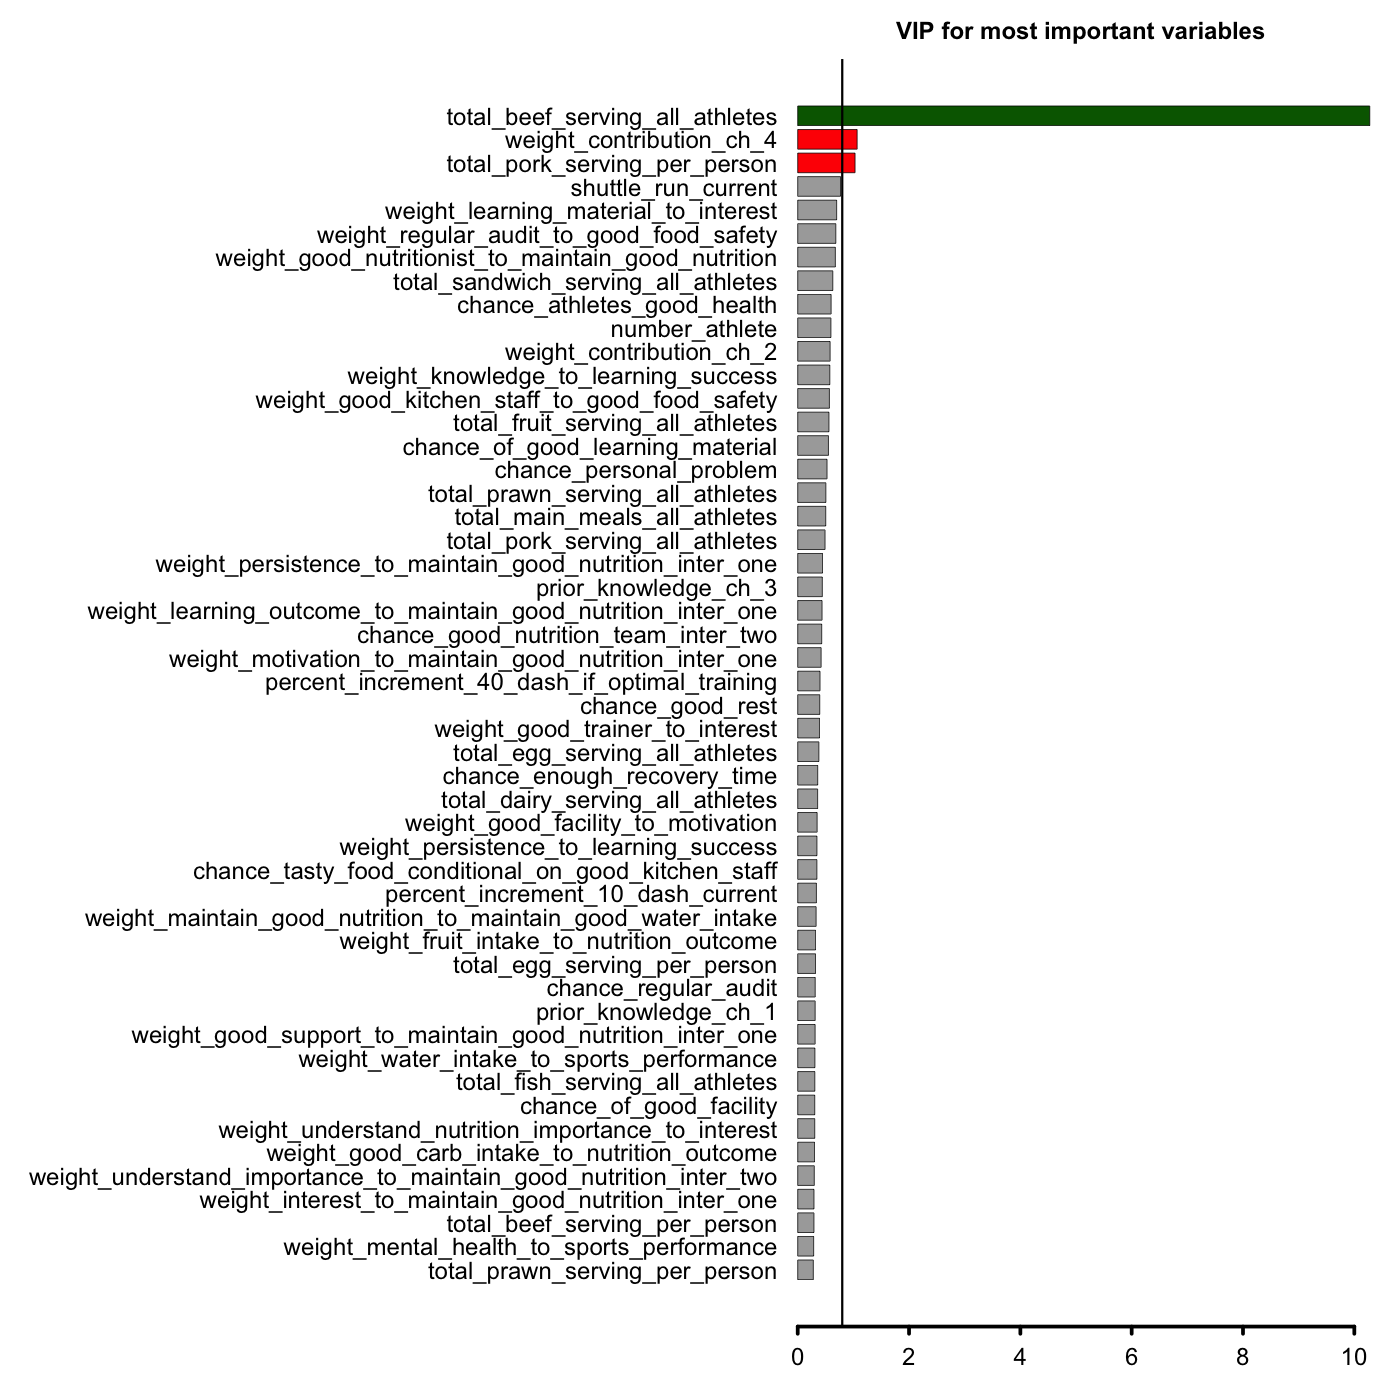 VIP for most important variables
total_beef_serving_all_athletes
weight_contribution_ch_4
total_pork_serving_per_person
shuttle_run_current
weight_learning_material_to_interest
weight_regular_audit_to_good_food_safety
weight_good_nutritionist_to_maintain_good_nutrition
total_sandwich_serving_all_athletes
chance_athletes_good_health
number_athlete
weight_contribution_ch_2
weight_knowledge_to_learning_success
weight_good_kitchen_staff_to_good_food_safety
total_fruit_serving_all_athletes
chance_of_good_learning_material
chance_personal_problem
total_prawn_serving_all_athletes
total_main_meals_all_athletes
total_pork_serving_all_athletes
weight_persistence_to_maintain_good_nutrition_inter_one
prior_knowledge_ch_3
weight_learning_outcome_to_maintain_good_nutrition_inter_one
chance_good_nutrition_team_inter_two
weight_motivation_to_maintain_good_nutrition_inter_one
percent_increment_40_dash_if_optimal_training
chance_good_rest
weight_good_trainer_to_interest
total_egg_serving_all_athletes
chance_enough_recovery_time
total_dairy_serving_all_athletes
weight_good_facility_to_motivation
weight_persistence_to_learning_success
chance_tasty_food_conditional_on_good_kitchen_staff
percent_increment_10_dash_current
weight_maintain_good_nutrition_to_maintain_good_water_intake
weight_fruit_intake_to_nutrition_outcome
total_egg_serving_per_person
chance_regular_audit
prior_knowledge_ch_1
weight_good_support_to_maintain_good_nutrition_inter_one
weight_water_intake_to_sports_performance
total_fish_serving_all_athletes
chance_of_good_facility
weight_understand_nutrition_importance_to_interest
weight_good_carb_intake_to_nutrition_outcome
weight_understand_importance_to_maintain_good_nutrition_inter_two
weight_interest_to_maintain_good_nutrition_inter_one
total_beef_serving_per_person
weight_mental_health_to_sports_performance
total_prawn_serving_per_person
0 2 4 6 8 10